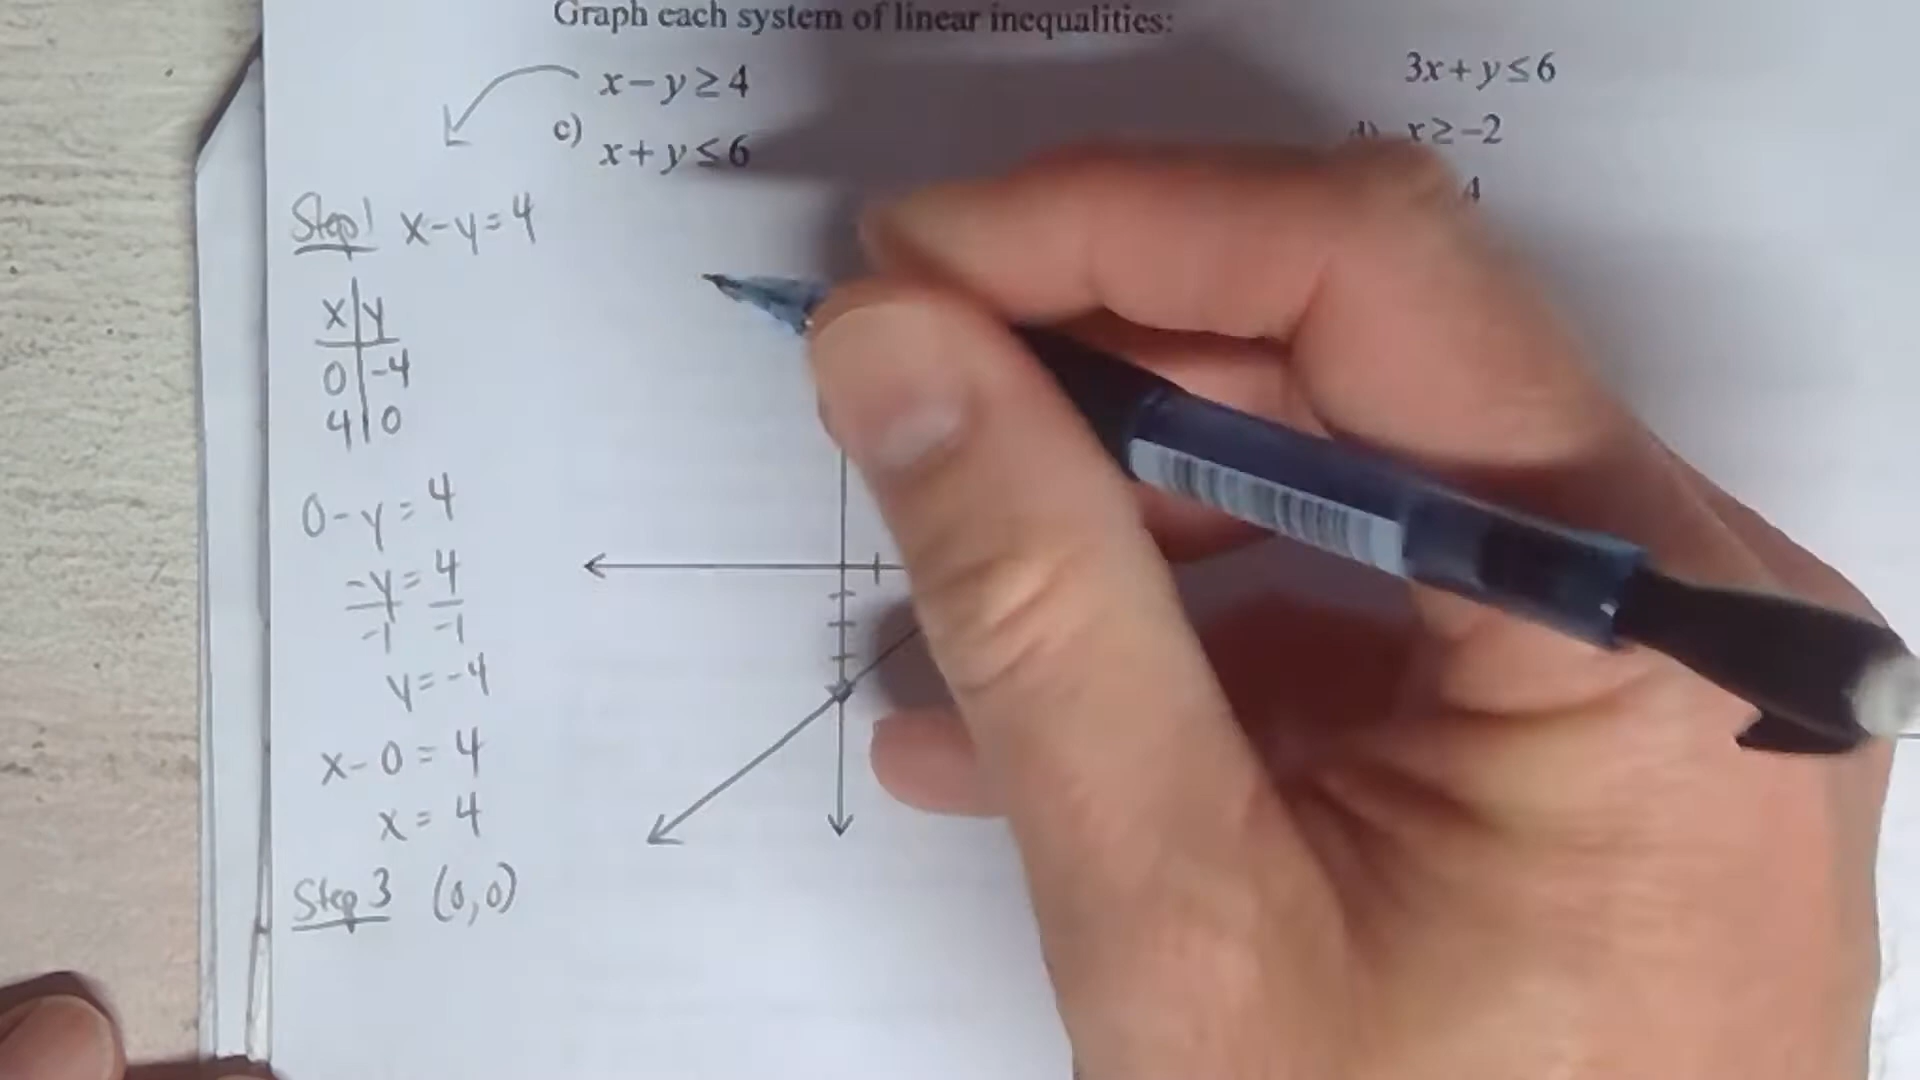 Graph each system of linear inequalities:
x-y≥4
c)
x+y≤6
3x+y≤6
d) x≥-2
4
Step 1 x-y=4
x y
0 -4
4 0
0-y=4
-y=4
-1 -1
y=-4
x-0=4
x=4
Step 3 (0,0)